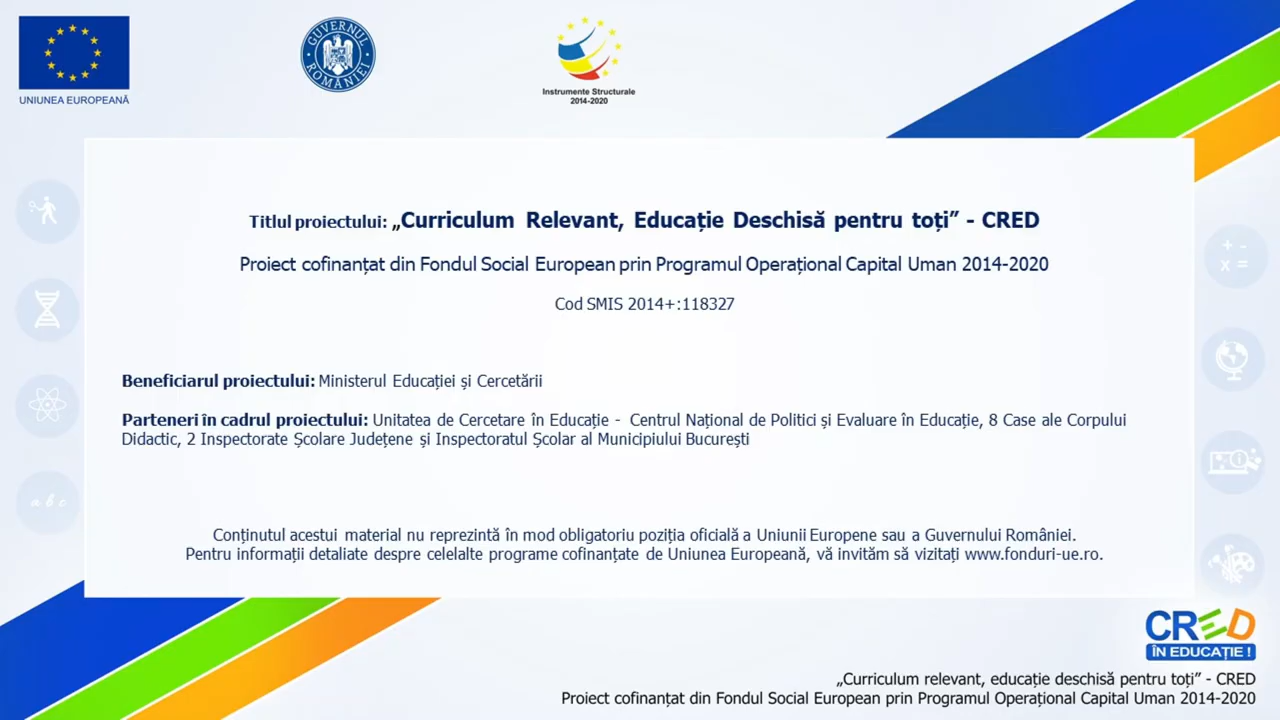 UNIUNEA EUROPEANĂ
GUVERNUL ROMÂNIEI
Instrumente Structurale
2014-2020
Titlul proiectului: „Curriculum Relevant, Educație Deschisă pentru toți” - CRED
Proiect cofinanțat din Fondul Social European prin Programul Operațional Capital Uman 2014-2020
Cod SMIS 2014+:118327
Beneficiarul proiectului: Ministerul Educației și Cercetării
Parteneri în cadrul proiectului: Unitatea de Cercetare în Educație - Centrul Național de Politici și Evaluare în Educație, 8 Case ale Corpului
Didactic, 2 Inspectorate Școlare Județene și Inspectoratul Școlar al Municipiului București
Conținutul acestui material nu reprezintă în mod obligatoriu poziția oficială a Uniunii Europene sau a Guvernului României.
Pentru informații detaliate despre celelalte programe cofinanțate de Uniunea Europeană, vă invităm să vizitați www.fonduri-ue.ro.
+ -
x =
a b c
CRED
ÎN EDUCAȚIE !
„Curriculum relevant, educație deschisă pentru toți” - CRED
Proiect cofinanțat din Fondul Social European prin Programul Operațional Capital Uman 2014-2020